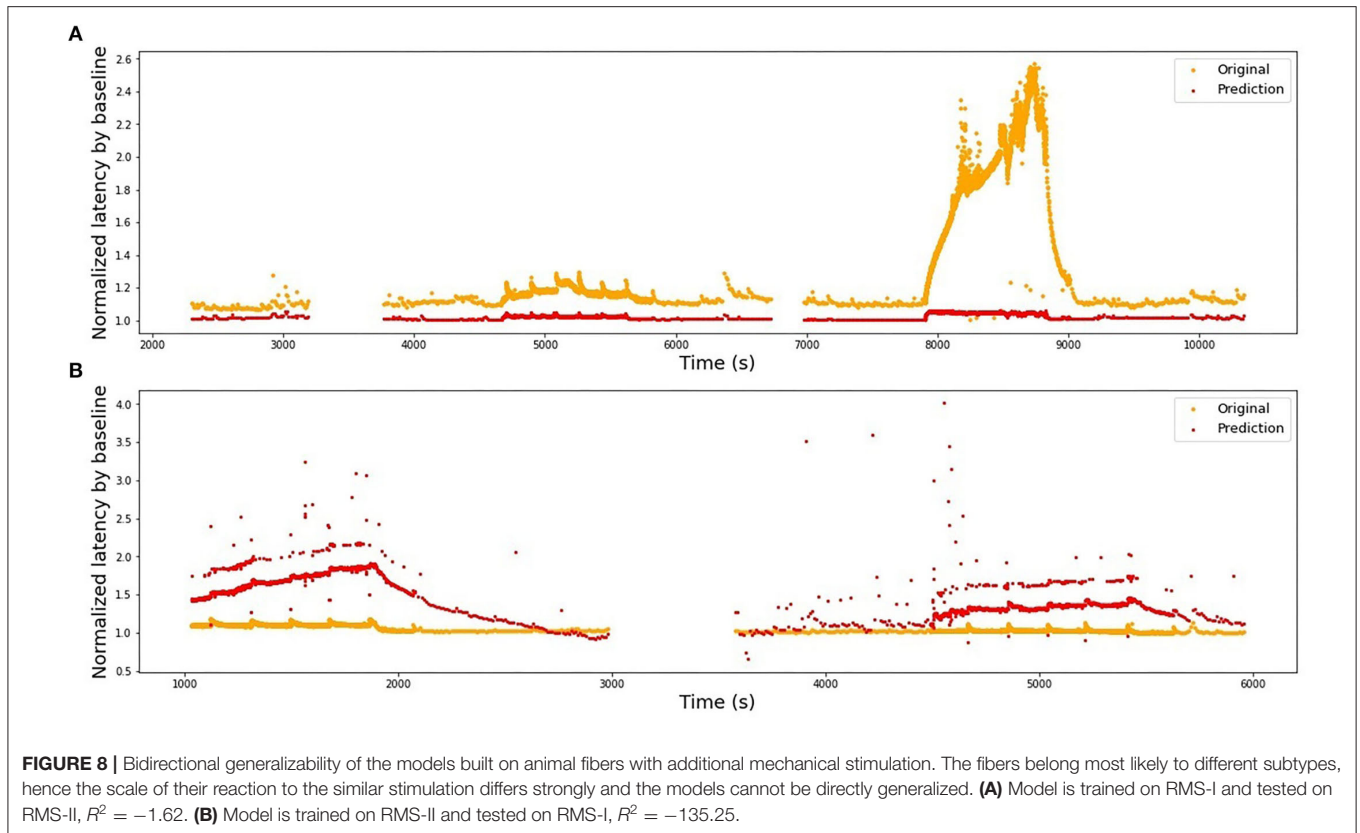 A
Normalized latency by baseline
2.6
2.4
2.2
2.0
1.8
1.6
1.4
1.2
1.0
Original
Prediction
2000 3000 4000 5000 6000 7000 8000 9000 10000
Time (s)
B
Normalized latency by baseline
4.0
3.5
3.0
2.5
2.0
1.5
1.0
0.5
Original
Prediction
1000 2000 3000 4000 5000 6000
Time (s)
FIGURE 8 | Bidirectional generalizability of the models built on animal fibers with additional mechanical stimulation. The fibers belong most likely to different subtypes,
hence the scale of their reaction to the similar stimulation differs strongly and the models cannot be directly generalized. (A) Model is trained on RMS-I and tested on
RMS-II, R² = −1.62. (B) Model is trained on RMS-II and tested on RMS-I, R² = −135.25.